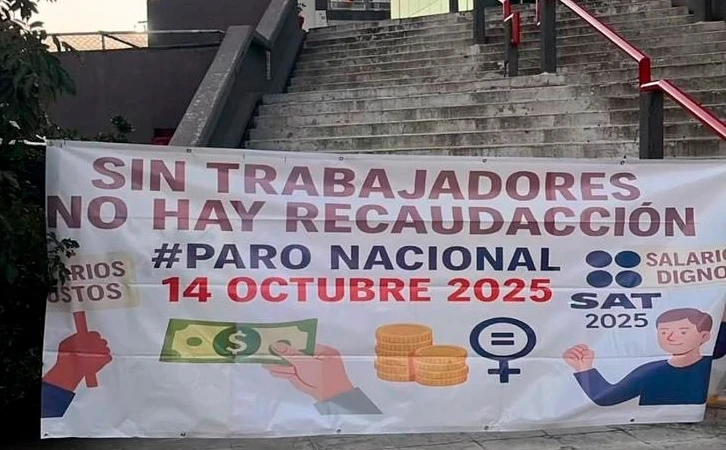 SIN TRABAJADORES
NO HAY RECAUDACCIÓN
#PARO NACIONAL
14 OCTUBRE 2025
SALARIO
DIGNO
SAT
2025
$
=